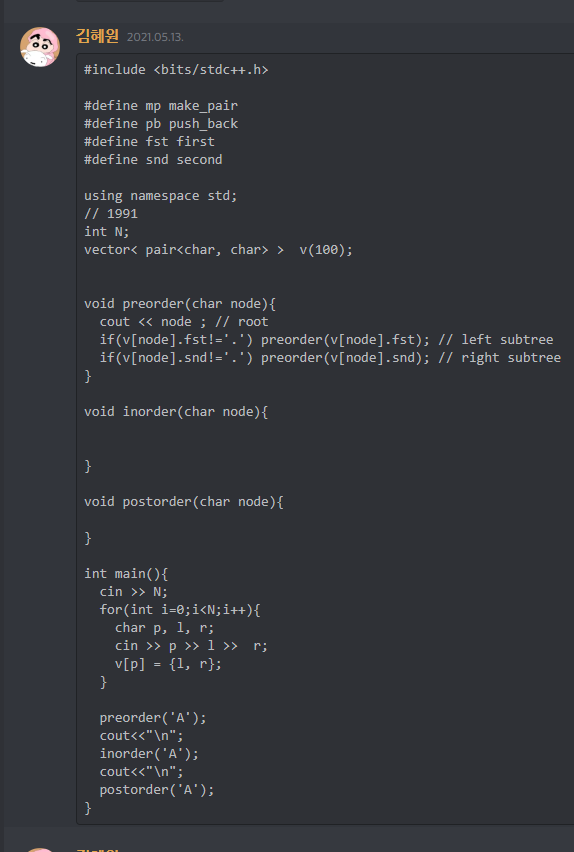 김혜원 2021.05.13.
#include <bits/stdc++.h>
#define mp make_pair
#define pb push_back
#define fst first
#define snd second
using namespace std;
// 1991
int N;
vector< pair<char, char> >  v(100);
void preorder(char node){
  cout << node ; // root
  if(v[node].fst!='.') preorder(v[node].fst); // left subtree
  if(v[node].snd!='.') preorder(v[node].snd); // right subtree
}
void inorder(char node){
}
void postorder(char node){
}
int main(){
  cin >> N;
  for(int i=0;i<N;i++){
    char p, l, r;
    cin >> p >> l >>  r;
    v[p] = {l, r};
  }
  preorder('A');
  cout<<"\n";
  inorder('A');
  cout<<"\n";
  postorder('A');
}